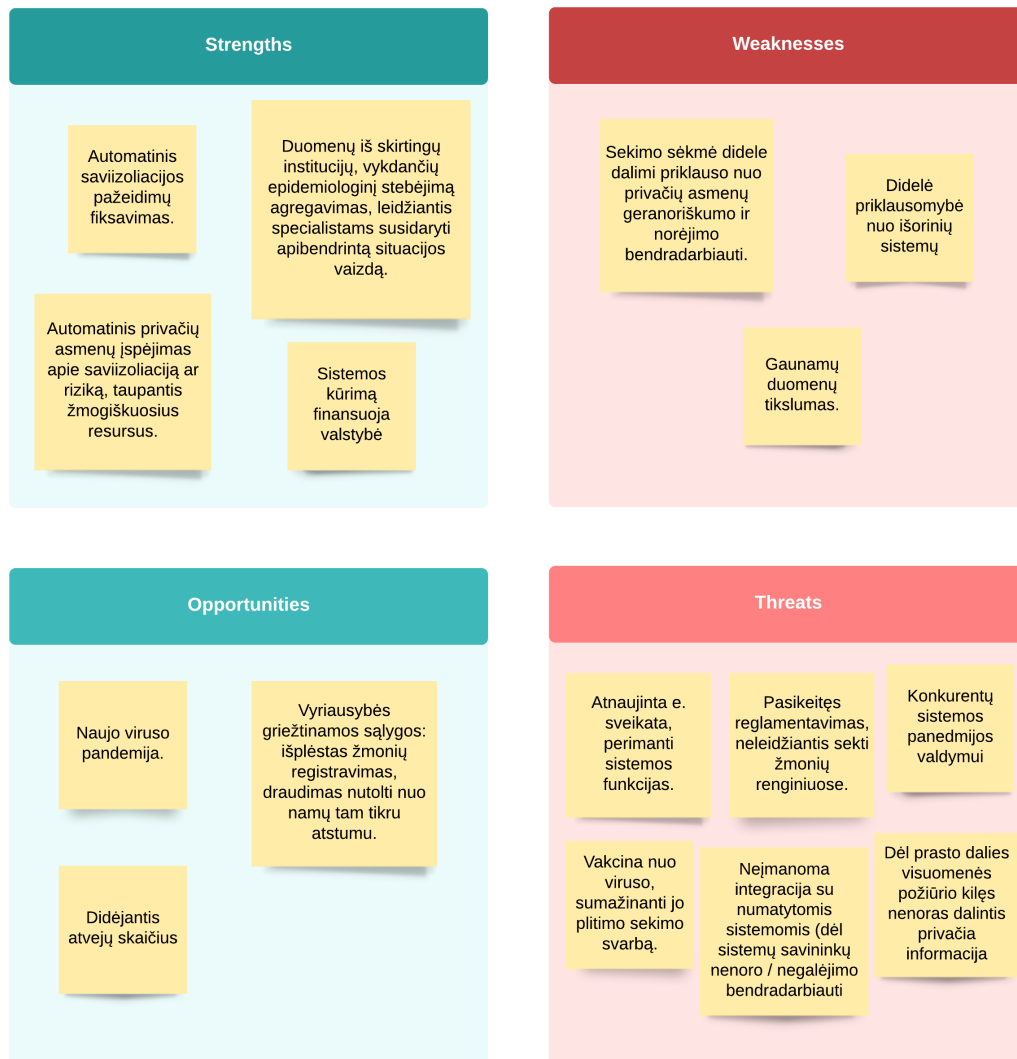 Strengths
Automatinis
saviizoliacijos
pažeidimų
fiksavimas.
Duomenų iš skirtingų
institucijų, vykdančių
epidemiologinį stebėjimą
agregavimas, leidžiantis
specialistams susidaryti
apibendrintą situacijos
vaizdą.
Automatinis privačių
asmenų įspėjimas
apie saviizoliaciją ar
riziką, taupantis
žmogiškuosius
resursus.
Sistemos
kūrimą
finansuoja
valstybė
Weaknesses
Sekimo sėkmė didele
dalimi priklauso nuo
privačių asmenų
geranoriškumo ir
norėjimo
bendradarbiauti.
Didelė
priklausomybė
nuo išorinių
sistemų
Gaunamų
duomenų
tikslumas.
Opportunities
Naujo viruso
pandemija.
Vyriausybės
griežtinamos sąlygos:
išplėstas žmonių
registravimas,
draudimas nutolti nuo
namų tam tikru
atstumu.
Didėjantis
atvejų skaičius
Threats
Atnaujinta e.
sveikata,
perimanti
sistemos
funkcijas.
Pasikeitęs
reglamentavimas,
neleidžiantis sekti
žmonių
renginiuose.
Konkurentų
sistemos
panedmijos
valdymui
Vakcina nuo
viruso,
sumažinanti jo
plitimo sekimo
svarbą.
Neįmanoma
integracija su
numatytomis
sistemomis (dėl
sistemų savininkų
nenoro / negalėjimo
bendradarbiauti
Dėl prasto dalies
visuomenės
požiūrio kilęs
nenoras dalintis
privačia
informacija